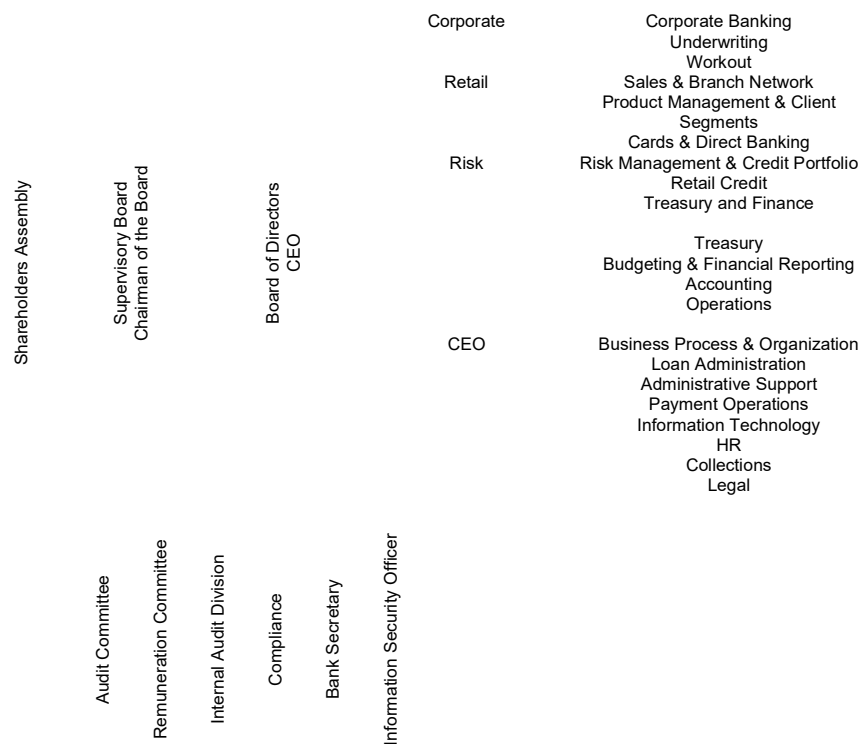 Shareholders Assembly
Supervisory Board
Chairman of the Board
Board of Directors
CEO
Corporate
Corporate Banking
Underwriting
Workout
Retail
Sales & Branch Network
Product Management & Client
Segments
Cards & Direct Banking
Risk
Risk Management & Credit Portfolio
Retail Credit
Treasury and Finance
Treasury
Budgeting & Financial Reporting
Accounting
Operations
CEO
Business Process & Organization
Loan Administration
Administrative Support
Payment Operations
Information Technology
HR
Collections
Legal
Audit Committee
Remuneration Committee
Internal Audit Division
Compliance
Bank Secretary
Information Security Officer